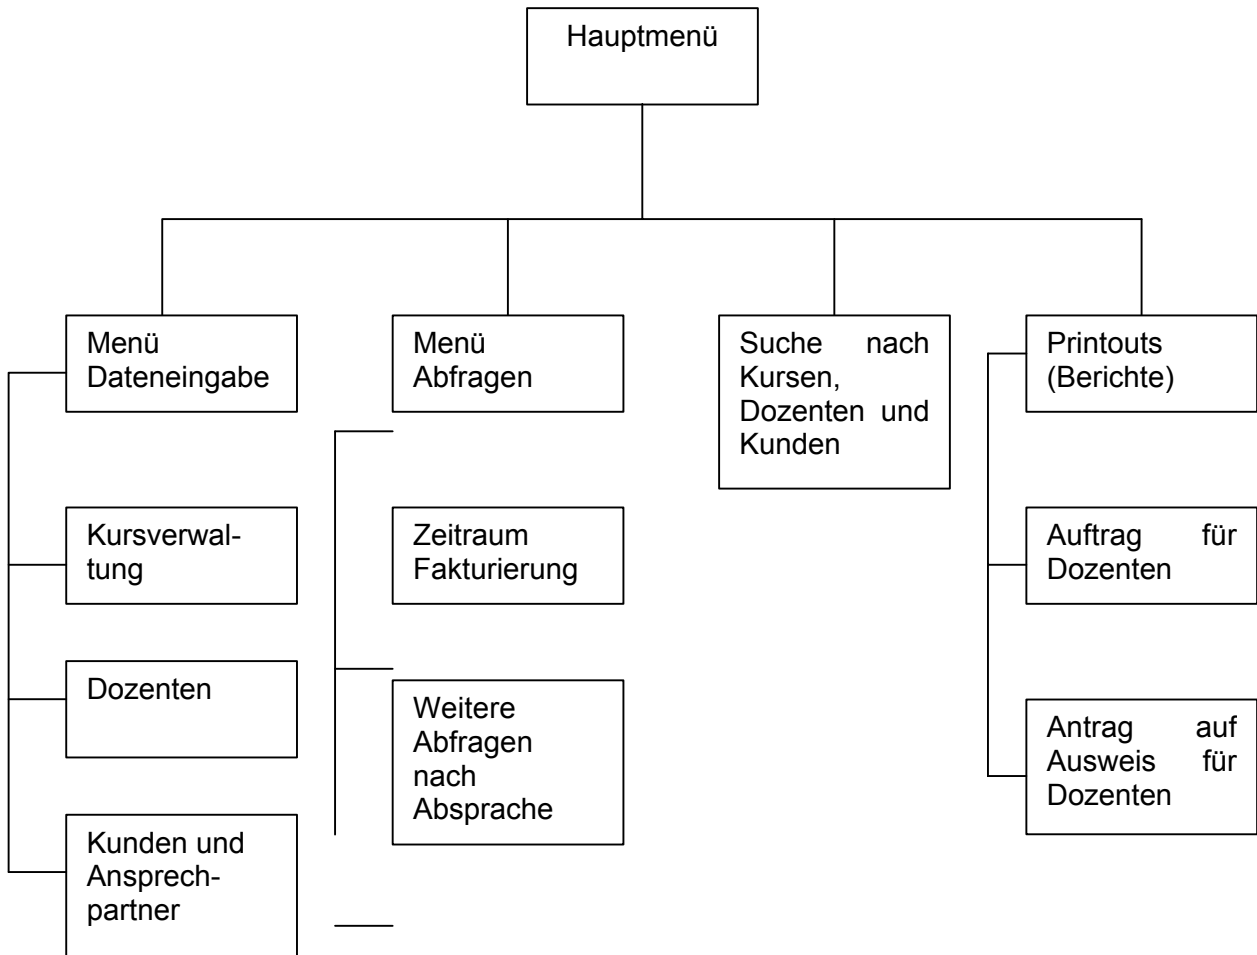 Hauptmenü
Menü
Dateneingabe
Menü
Abfragen
Suche nach
Kursen,
Dozenten und
Kunden
Printouts
(Berichte)
Kursverwal-
tung
Zeitraum
Fakturierung
Auftrag für
Dozenten
Dozenten
Weitere
Abfragen
nach
Absprache
Antrag auf
Ausweis für
Dozenten
Kunden und
Ansprech-
partner